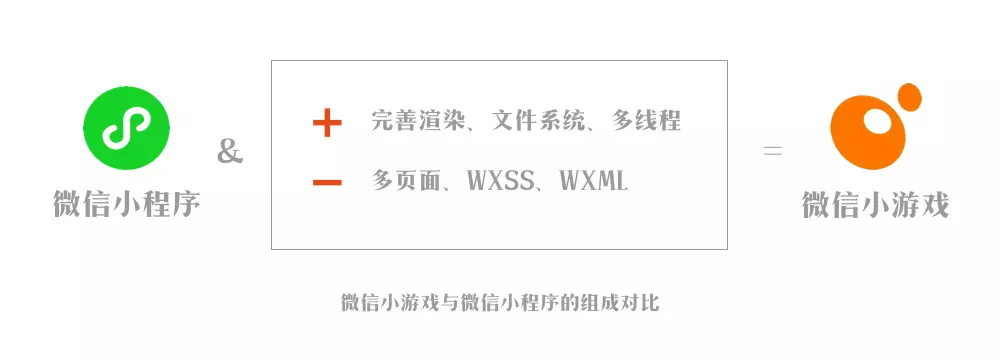 微信小程序
&
+ 完善渲染、文件系统、多线程
- 多页面、WXSS、WXML
=
微信小游戏
微信小游戏与微信小程序的组成对比